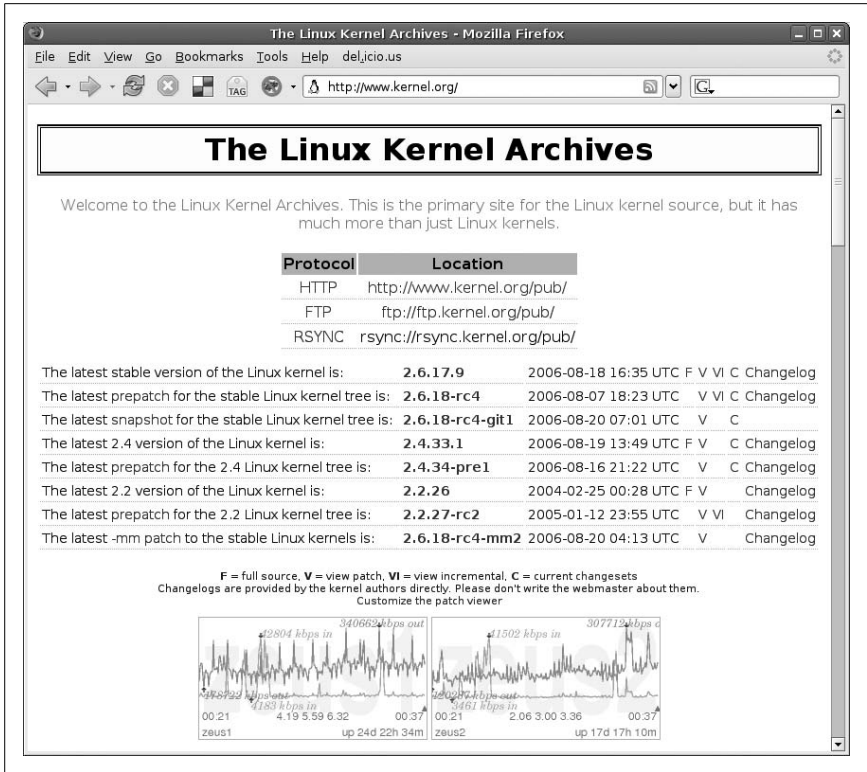 The Linux Kernel Archives - Mozilla Firefox
File Edit View Go Bookmarks Tools Help del.icio.us
TAG http://www.kernel.org/ G
The Linux Kernel Archives
Welcome to the Linux Kernel Archives. This is the primary site for the Linux kernel source, but it has
much more than just Linux kernels.
Protocol Location
HTTP http://www.kernel.org/pub/
FTP ftp://ftp.kernel.org/pub/
RSYNC rsync://rsync.kernel.org/pub/
The latest stable version of the Linux kernel is: 2.6.17.9 2006-08-18 16:35 UTC F V VI C Changelog
The latest prepatch for the stable Linux kernel tree is: 2.6.18-rc4 2006-08-07 18:23 UTC V VI C Changelog
The latest snapshot for the stable Linux kernel tree is: 2.6.18-rc4-git1 2006-08-20 07:01 UTC V C
The latest 2.4 version of the Linux kernel is: 2.4.33.1 2006-08-19 13:49 UTC F V C Changelog
The latest prepatch for the 2.4 Linux kernel tree is: 2.4.34-pre1 2006-08-16 21:22 UTC V C Changelog
The latest 2.2 version of the Linux kernel is: 2.2.26 2004-02-25 00:28 UTC F V Changelog
The latest prepatch for the 2.2 Linux kernel tree is: 2.2.27-rc2 2005-01-12 23:55 UTC V VI Changelog
The latest -mm patch to the stable Linux kernels is: 2.6.18-rc4-mm2 2006-08-20 04:13 UTC V Changelog
F = full source, V = view patch, VI = view incremental, C = current changesets
Changelogs are provided by the kernel authors directly. Please don't write the webmaster about them.
Customize the patch viewer
340662 kbps out 307712 kbps o
42804 kbps in 41502 kbps in
zeus1 zeus2
kbps out kbps out
4183 kbps in 3461 kbps in
00:21 4.19 5.59 6.32 00:37 00:21 2.06 3.00 3.36 00:37
zeus1 up 24d 22h 34m zeus2 up 17d 17h 10m